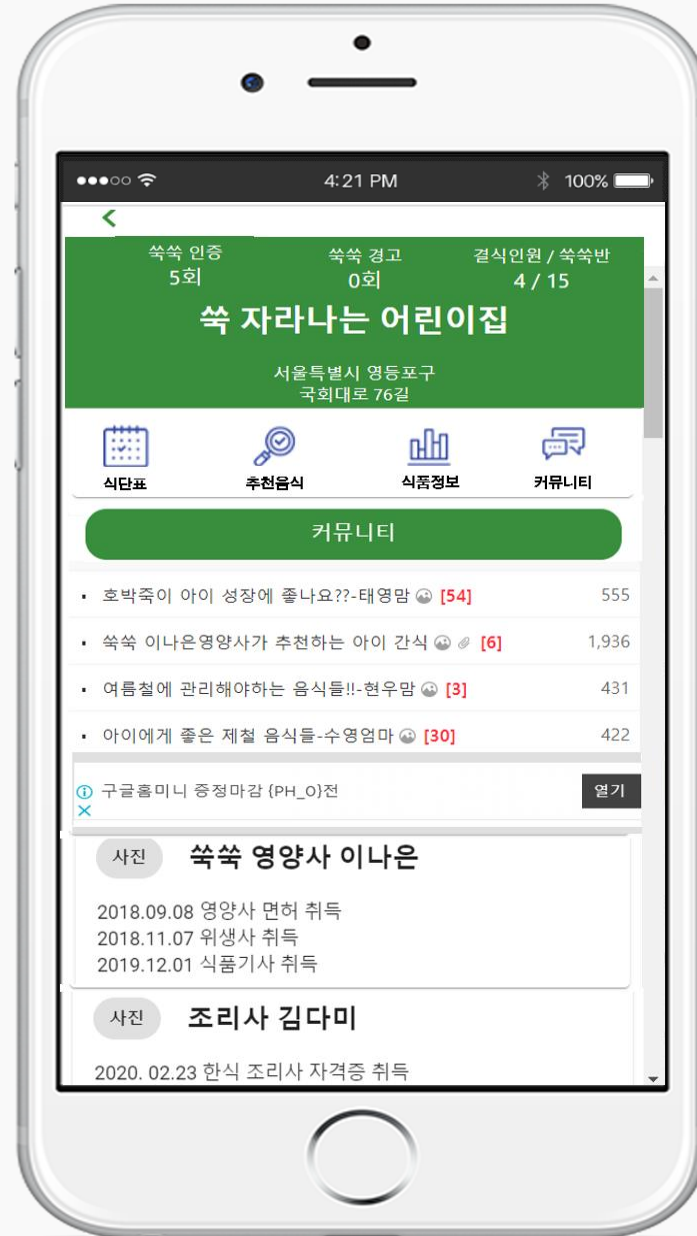 4:21 PM
100%
쑥쑥 인증
쑥쑥 경고
결식인원 / 쑥쑥반
5회
0회
4 / 15
쑥 자라나는 어린이집
서울특별시 영등포구
국회대로 76길
식단표
추천음식
식품정보
커뮤니티
커뮤니티
호박죽이 아이 성장에 좋나요??-태영맘 [54] 555
쑥쑥 이나은영양사가 추천하는 아이 간식 [6] 1,936
여름철에 관리해야하는 음식들!!-현우맘 [3] 431
아이에게 좋은 제철 음식들-수영엄마 [30] 422
구글홈미니 증정마감 {PH_O}전 열기
사진 쑥쑥 영양사 이나은
2018.09.08 영양사 면허 취득
2018.11.07 위생사 취득
2019.12.01 식품기사 취득
사진 조리사 김다미
2020. 02.23 한식 조리사 자격증 취득